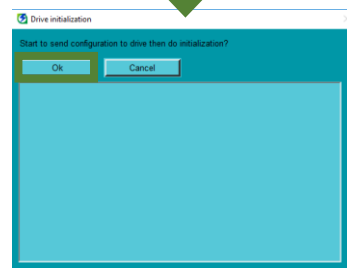 Drive initialization
Start to send configuration to drive then do initialization?
Ok
Cancel